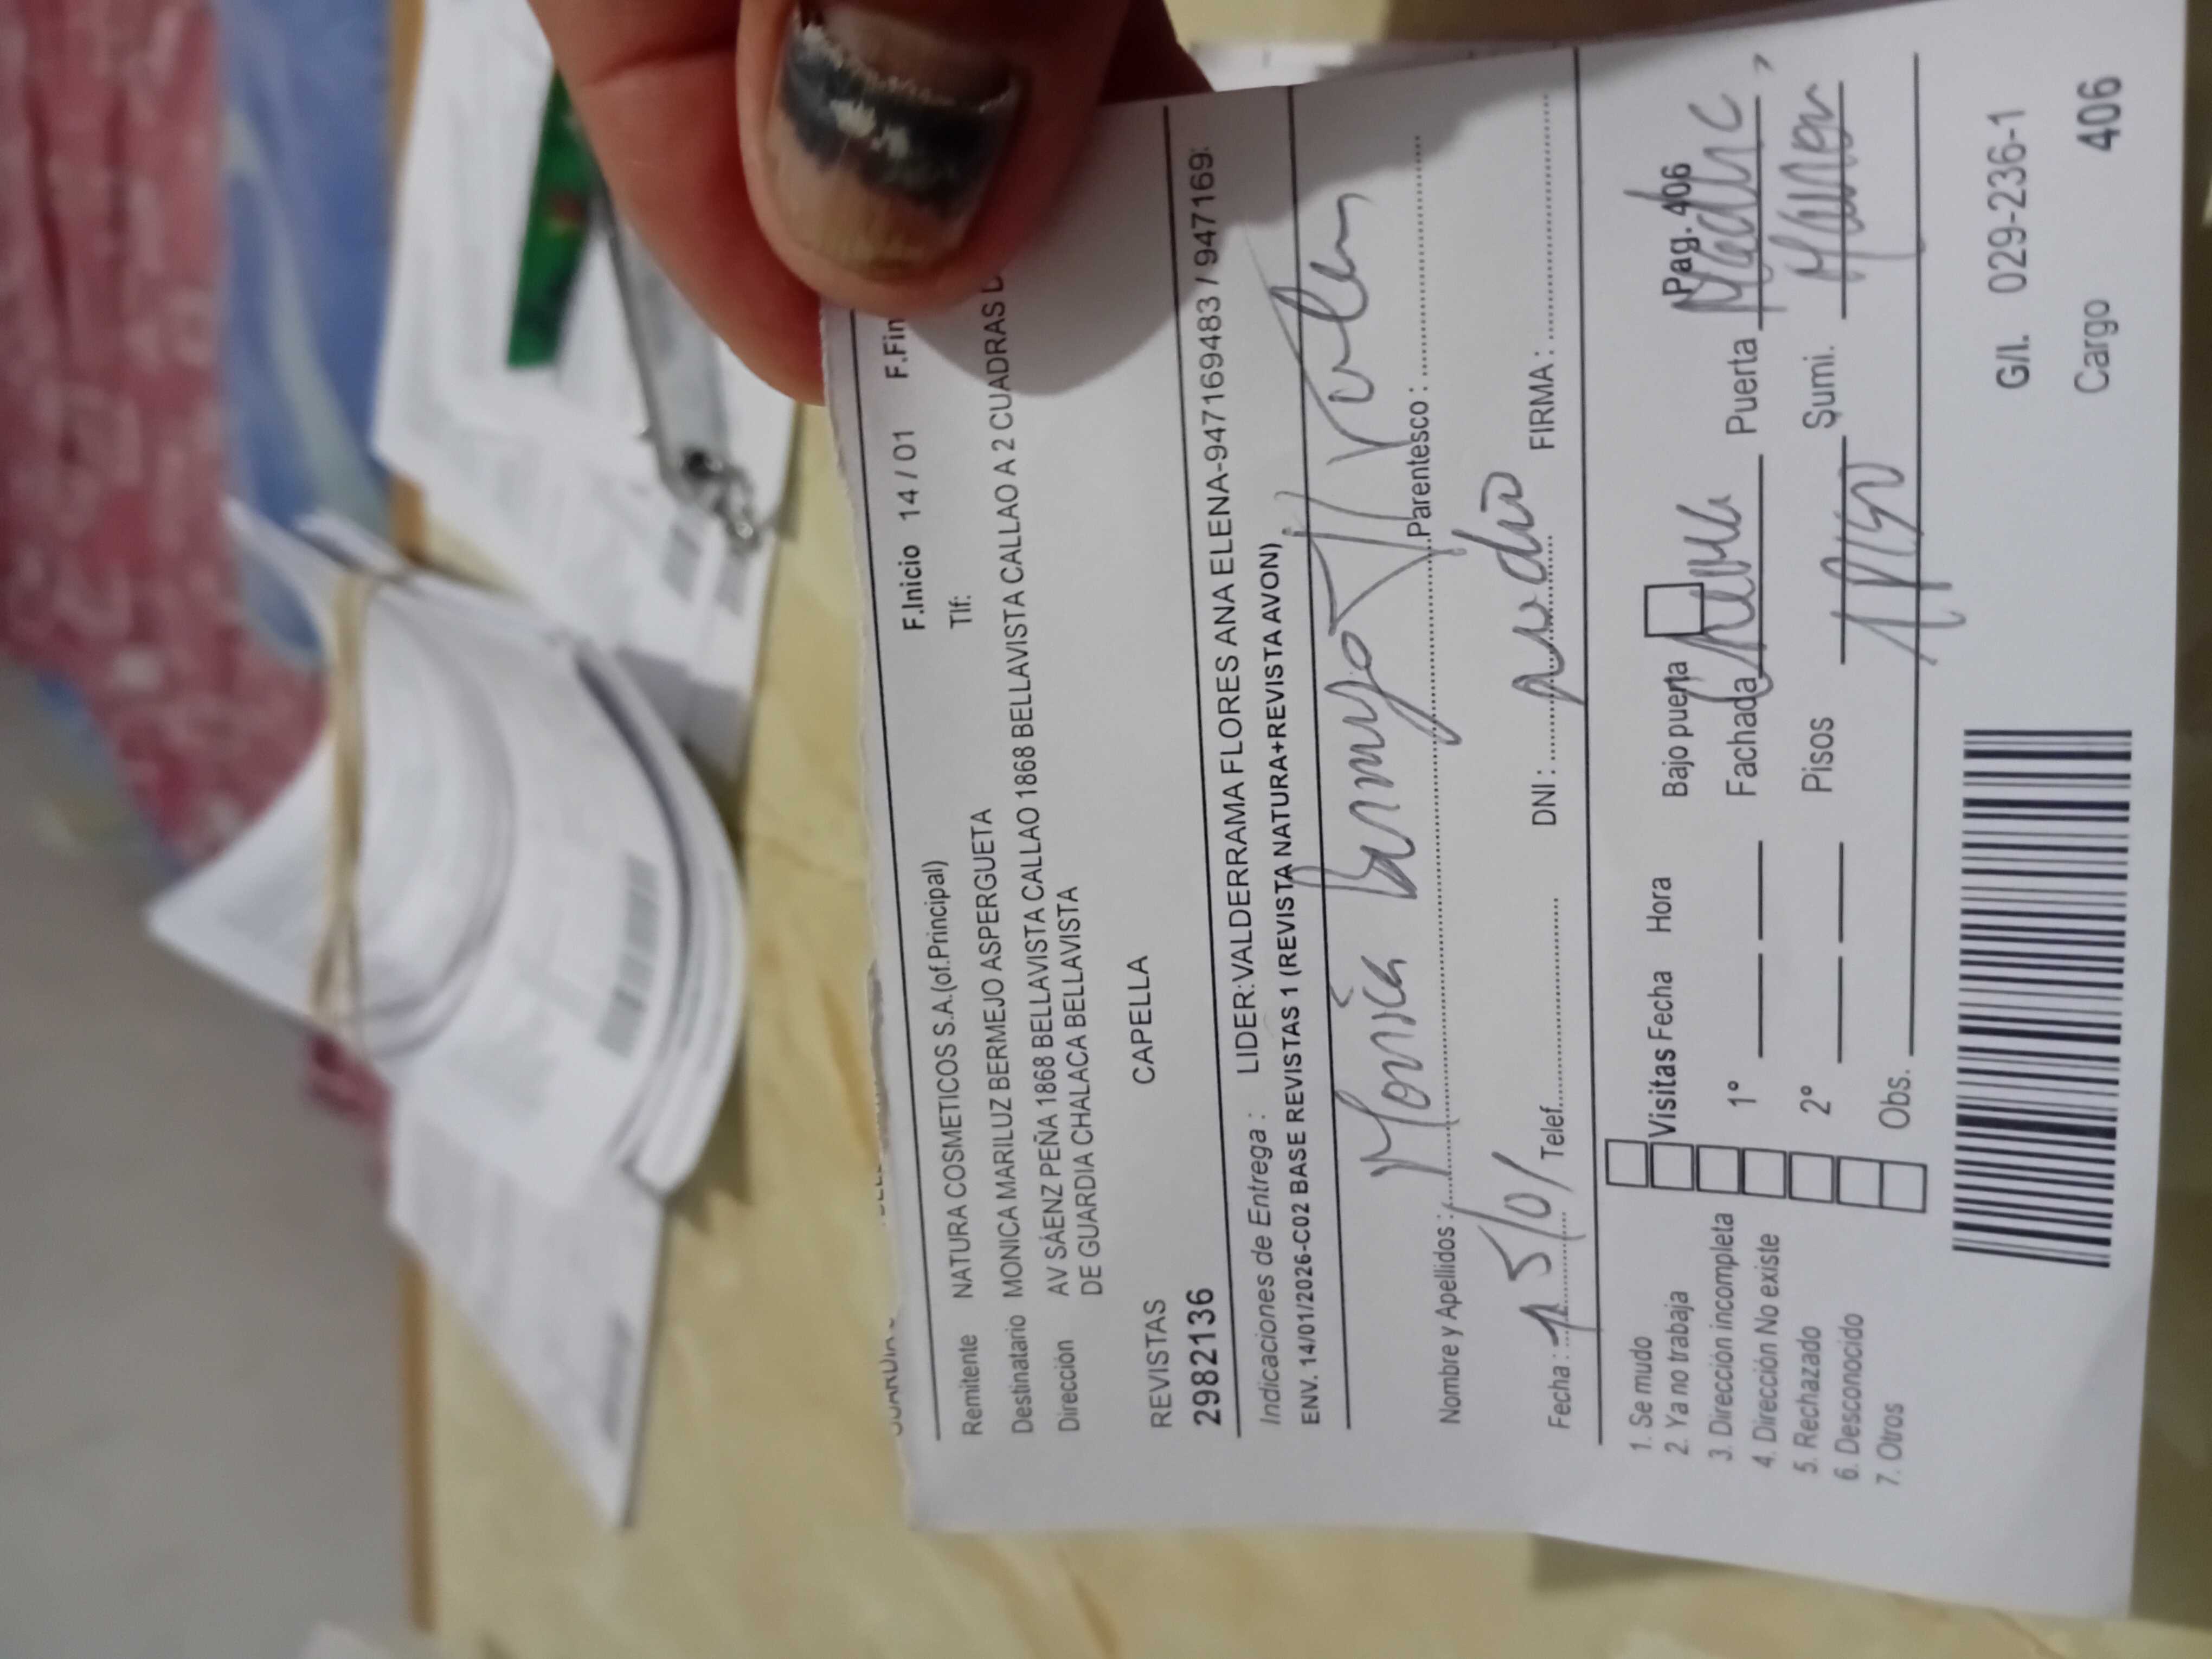 F.Inicio 14/01 F.Fin
Remitente NATURA COSMETICOS S.A.(of.Principal) Tlf:
Destinatario MONICA MARILUZ BERMEJO ASPERGUETA
Dirección AV SÁENZ PEÑA 1868 BELLAVISTA CALLAO 1868 BELLAVISTA CALLAO A 2 CUADRAS D
DE GUARDIA CHALACA BELLAVISTA
REVISTAS CAPELLA
2982136
Indicaciones de Entrega : LIDER:VALDERRAMA FLORES ANA ELENA-947169483 / 947169:
ENV. 14/01/2026-C02 BASE REVISTAS 1 (REVISTA NATURA+REVISTA AVON)
Nombre y Apellidos : Monica Bermejo Parentesco :
Fecha : 15/01 Telef. DNI : FIRMA :
1. Se mudo
2. Ya no trabaja
3. Dirección incompleta
4. Dirección No existe
5. Rechazado
6. Desconocido
7. Otros
Visitas Fecha Hora Bajo puerta Pag. 406
1° Fachada Puerta
2° Pisos Sumi.
Obs.
G/I. 029-236-1
Cargo 406